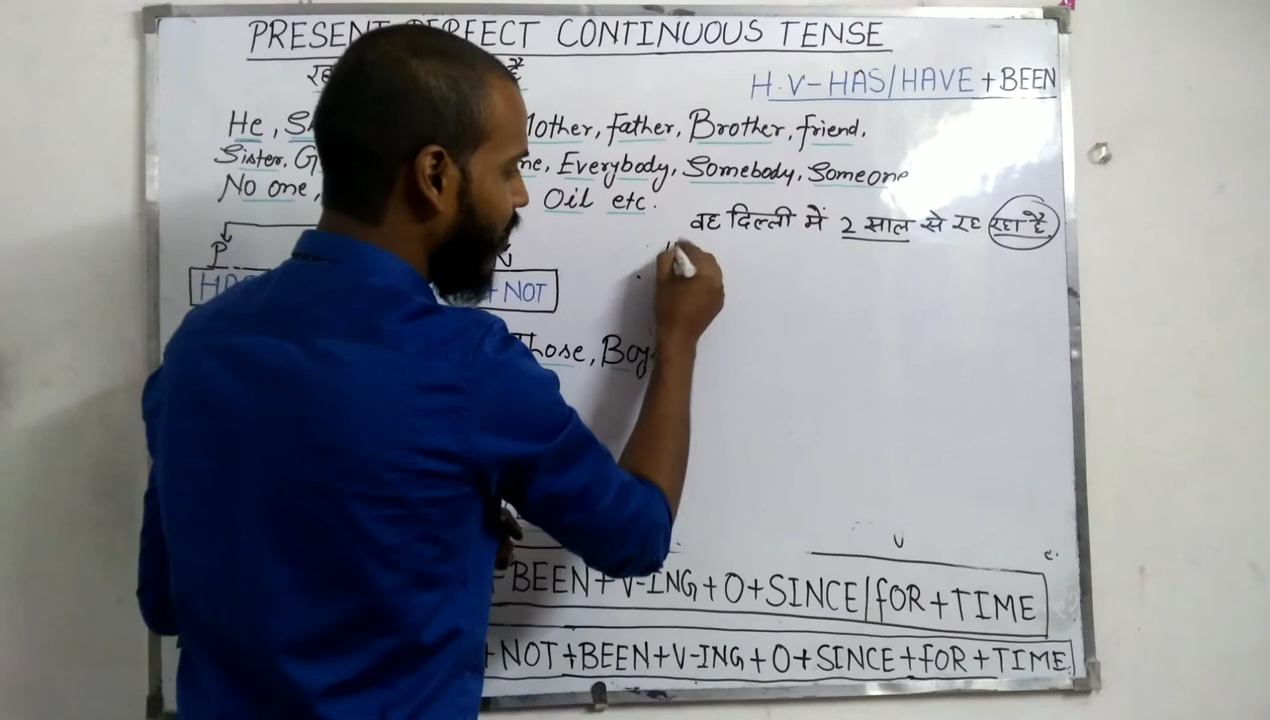 PRESENT PERFECT CONTINUOUS TENSE
H.V-HAS/HAVE +BEEN
He, Mother, father, Brother, friend,
Sister, Everybody, Somebody, Someone
No one, Oil etc.
वह दिल्ली में 2 साल से रह रहा है
P N
+ NOT
Those,
BEEN+V-ING+O+SINCE/fOR+TIME
+NOT+BEEN+V-ING+O+SINCE+fOR+TIME